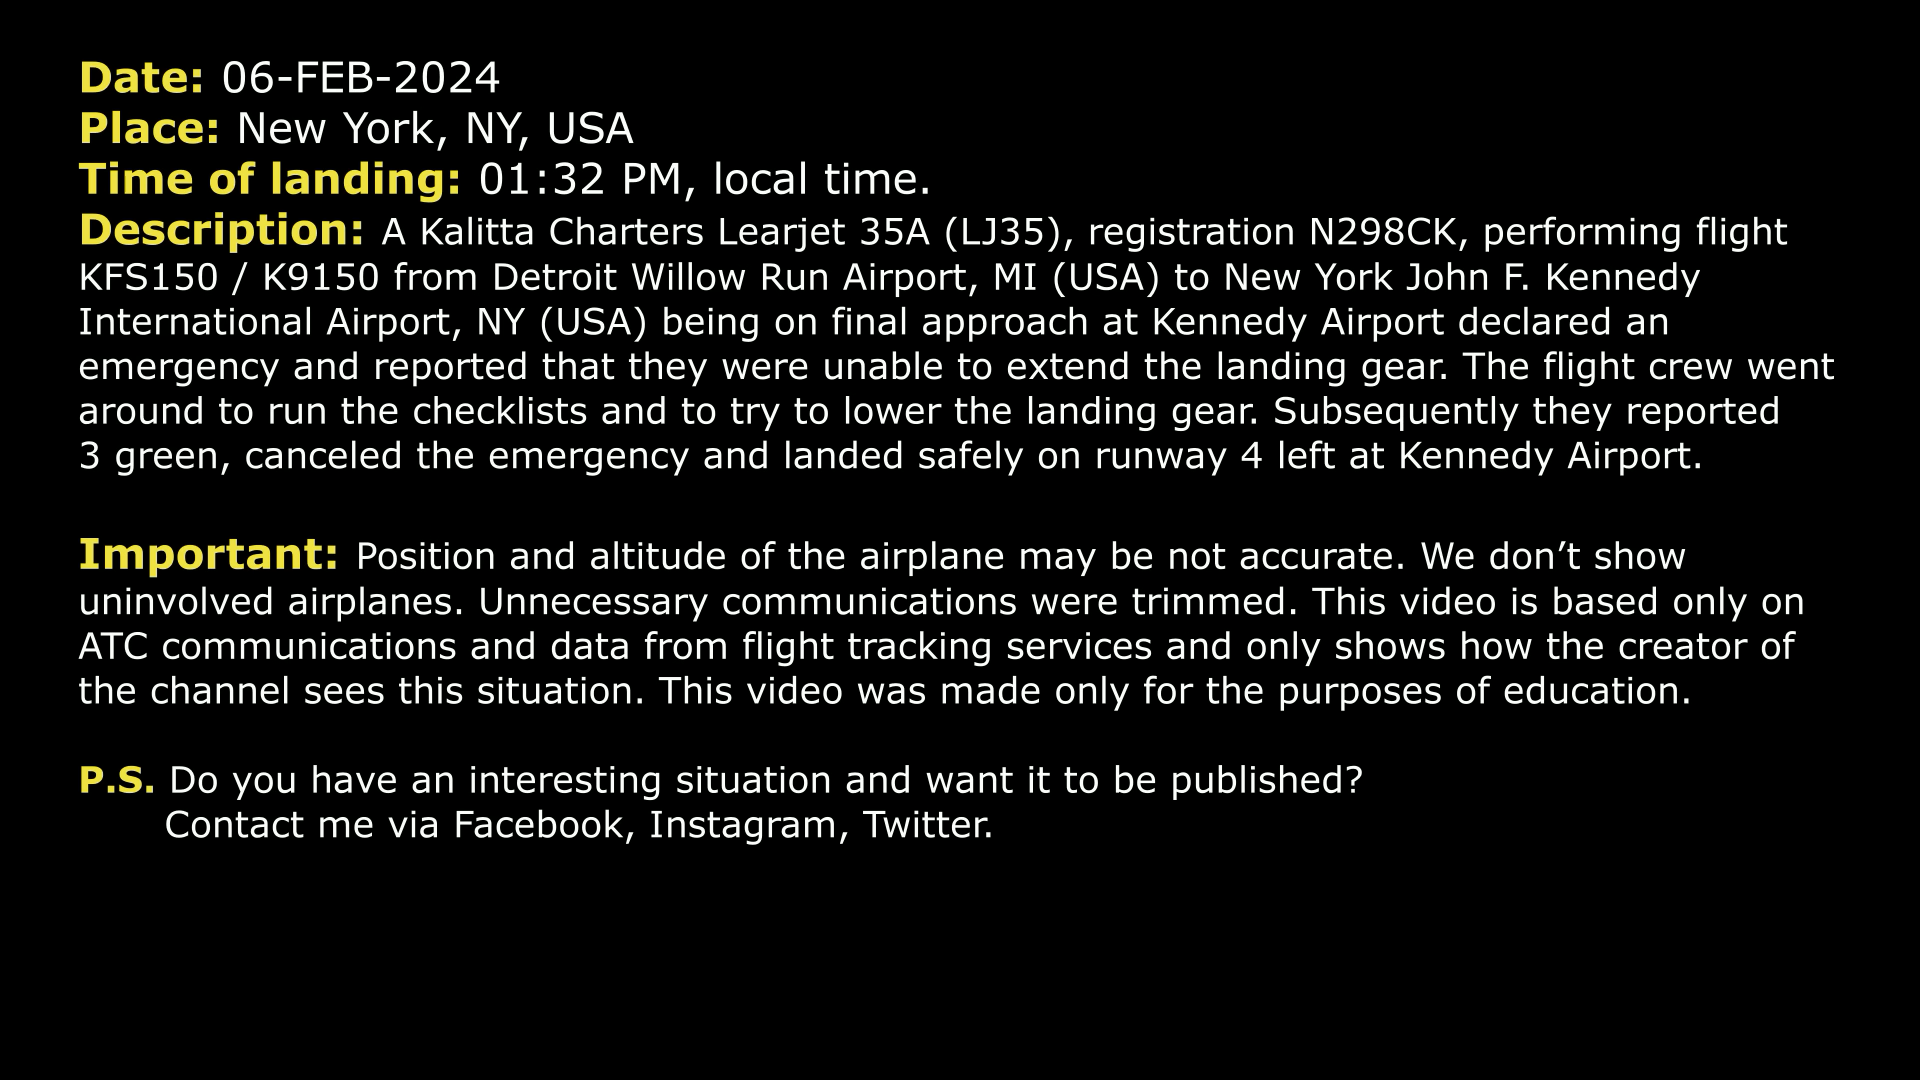 Date: 06-FEB-2024
Place: New York, NY, USA
Time of landing: 01:32 PM, local time.
Description: A Kalitta Charters Learjet 35A (LJ35), registration N298CK, performing flight
KFS150 / K9150 from Detroit Willow Run Airport, MI (USA) to New York John F. Kennedy
International Airport, NY (USA) being on final approach at Kennedy Airport declared an
emergency and reported that they were unable to extend the landing gear. The flight crew went
around to run the checklists and to try to lower the landing gear. Subsequently they reported
3 green, canceled the emergency and landed safely on runway 4 left at Kennedy Airport.
Important: Position and altitude of the airplane may be not accurate. We don’t show
uninvolved airplanes. Unnecessary communications were trimmed. This video is based only on
ATC communications and data from flight tracking services and only shows how the creator of
the channel sees this situation. This video was made only for the purposes of education.
P.S. Do you have an interesting situation and want it to be published?
Contact me via Facebook, Instagram, Twitter.